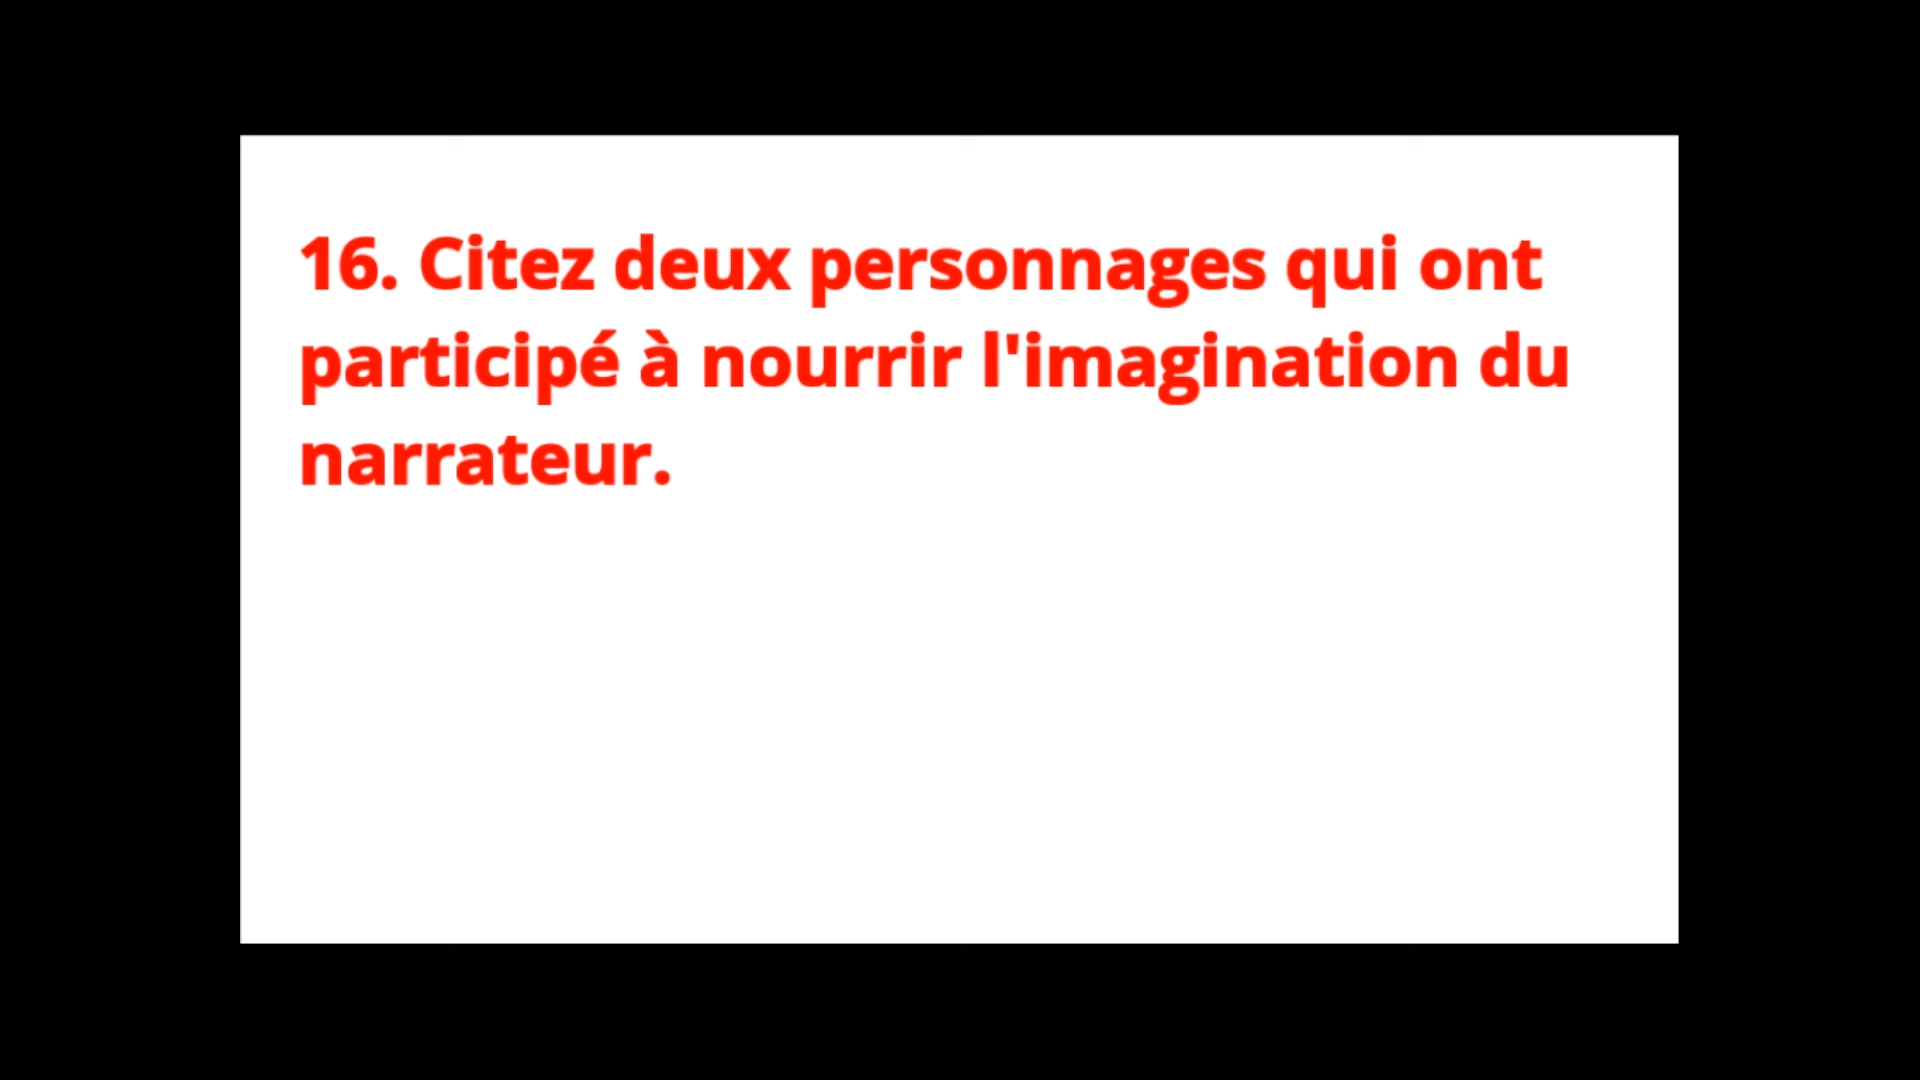 16. Citez deux personnages qui ont
participé à nourrir l'imagination du
narrateur.